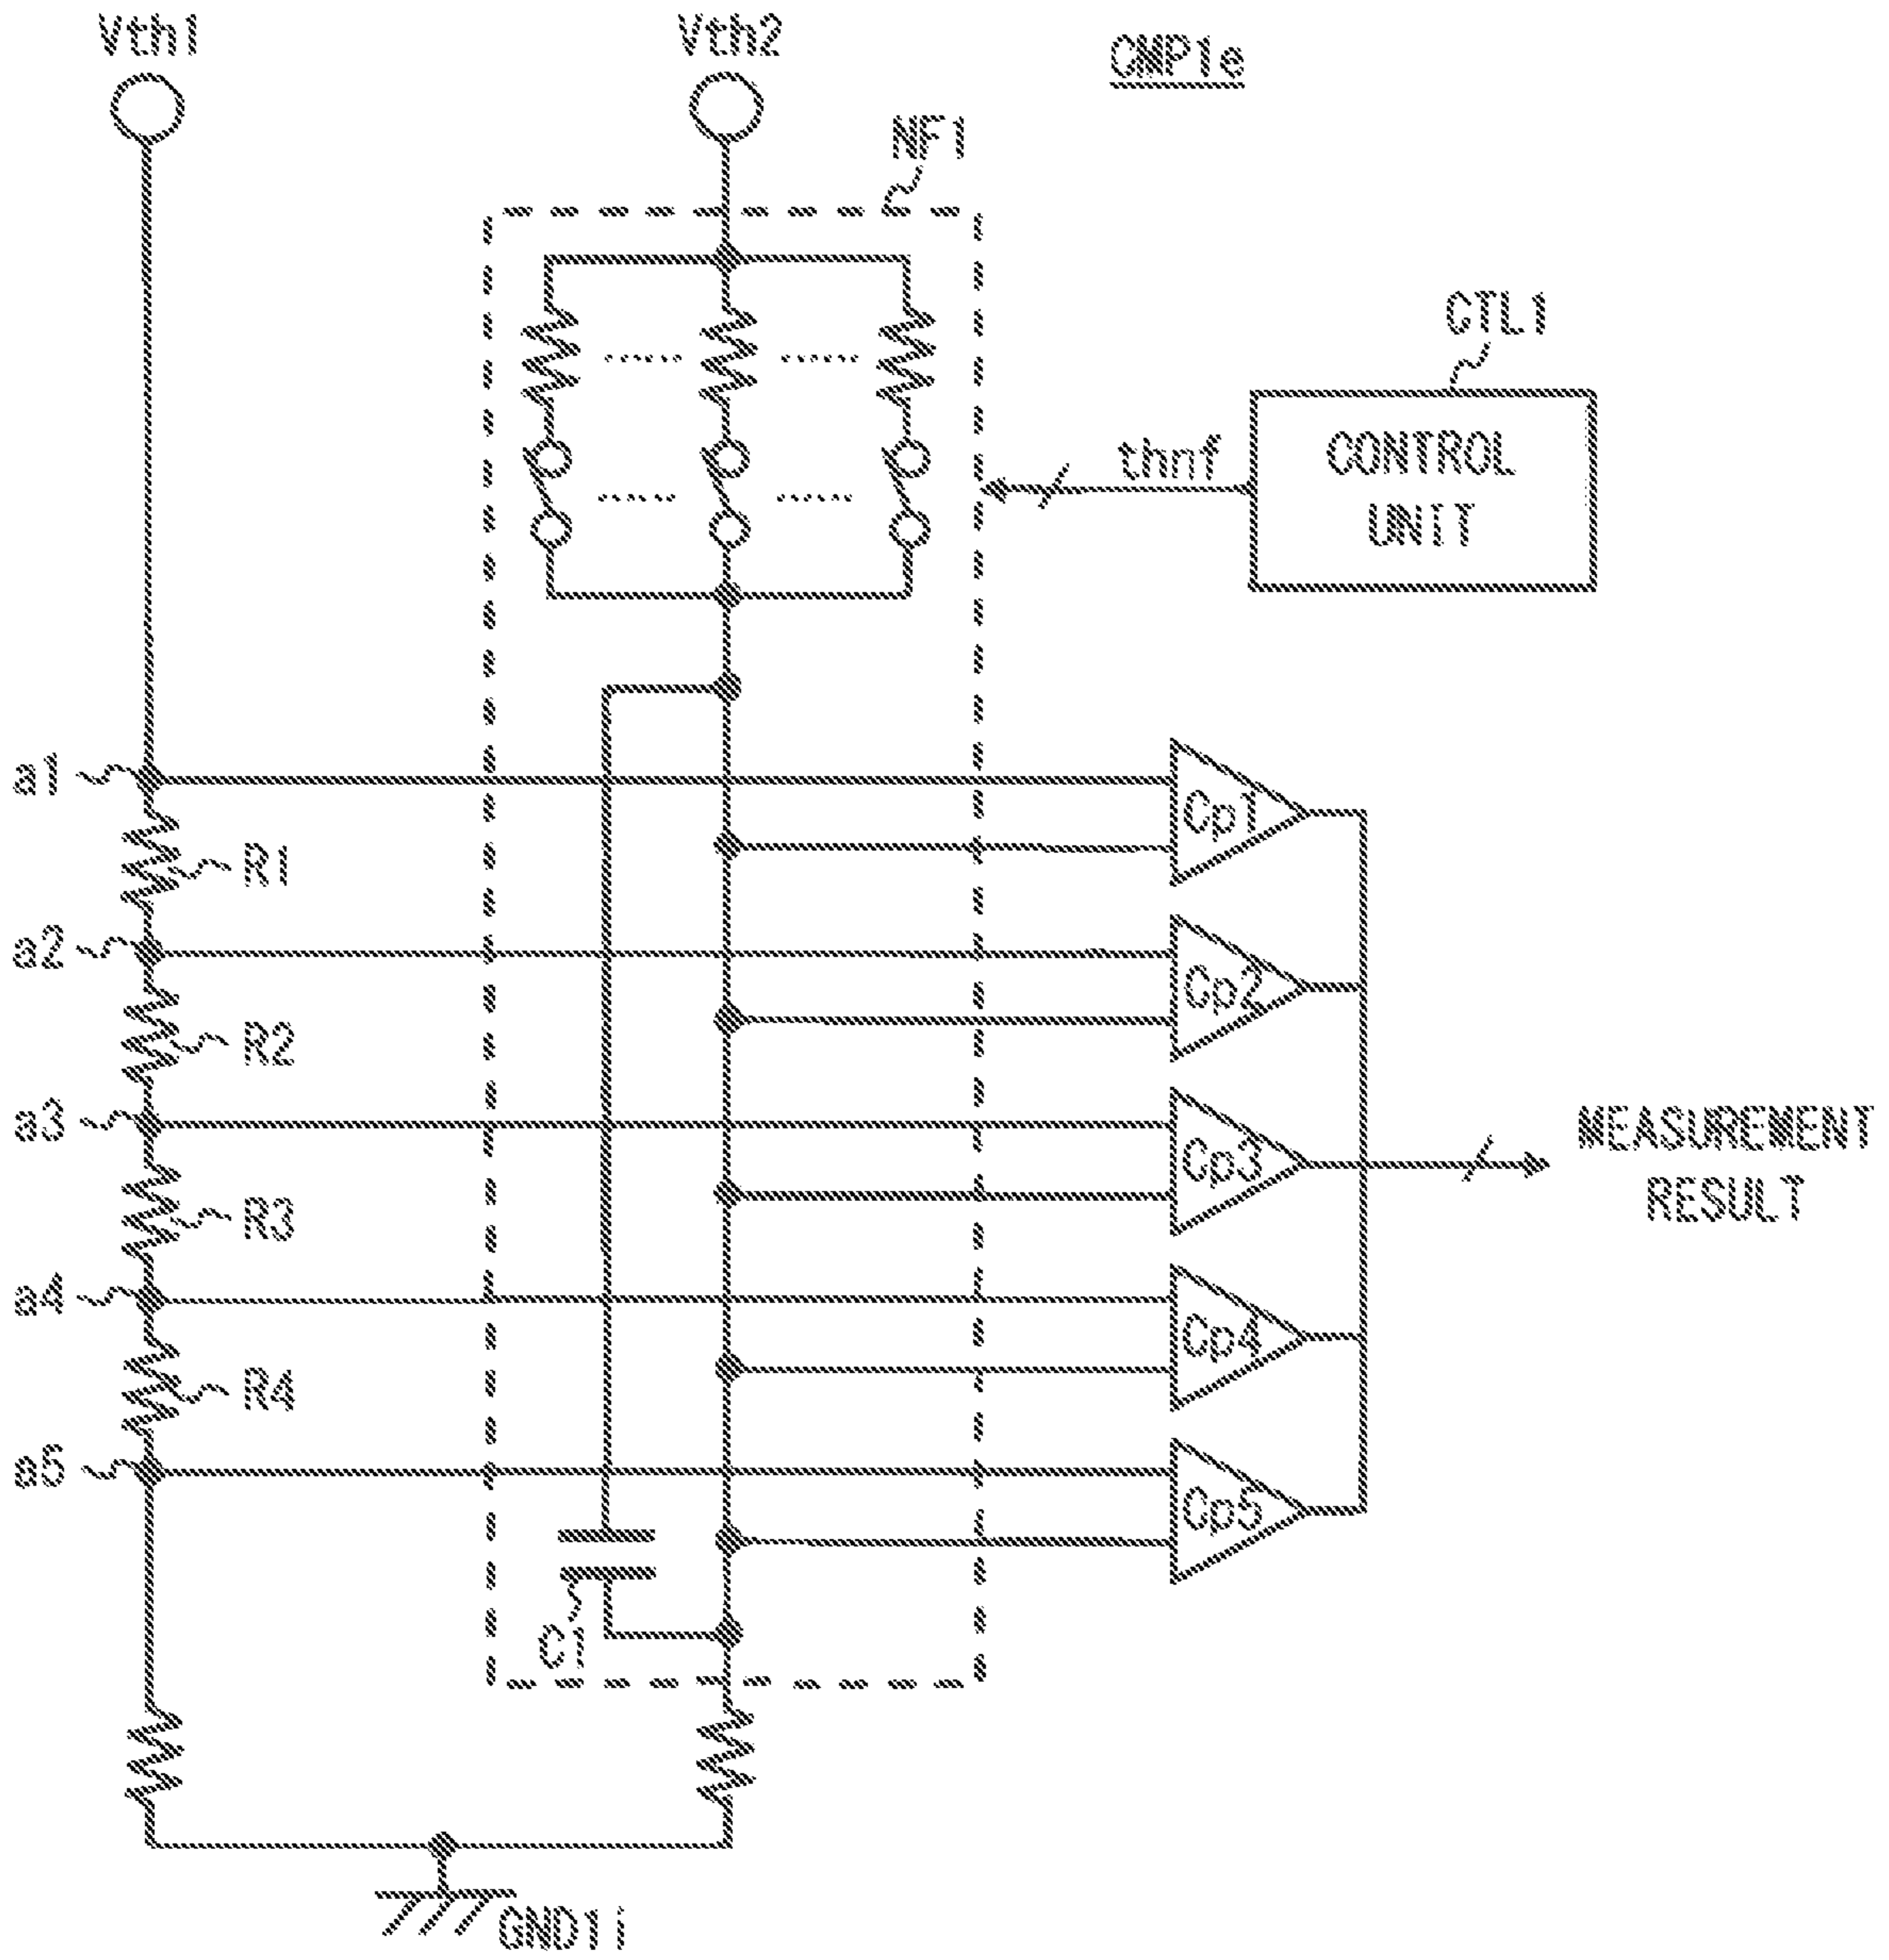 Vth1
Vth2
CMP1e
NF1
CTL1
CONTROL
UNIT
thnf
a1
Cp1
R1
a2
Cp2
R2
a3
Cp3
MEASUREMENT
RESULT
R3
a4
Cp4
R4
a5
Cp5
C1
GND1i